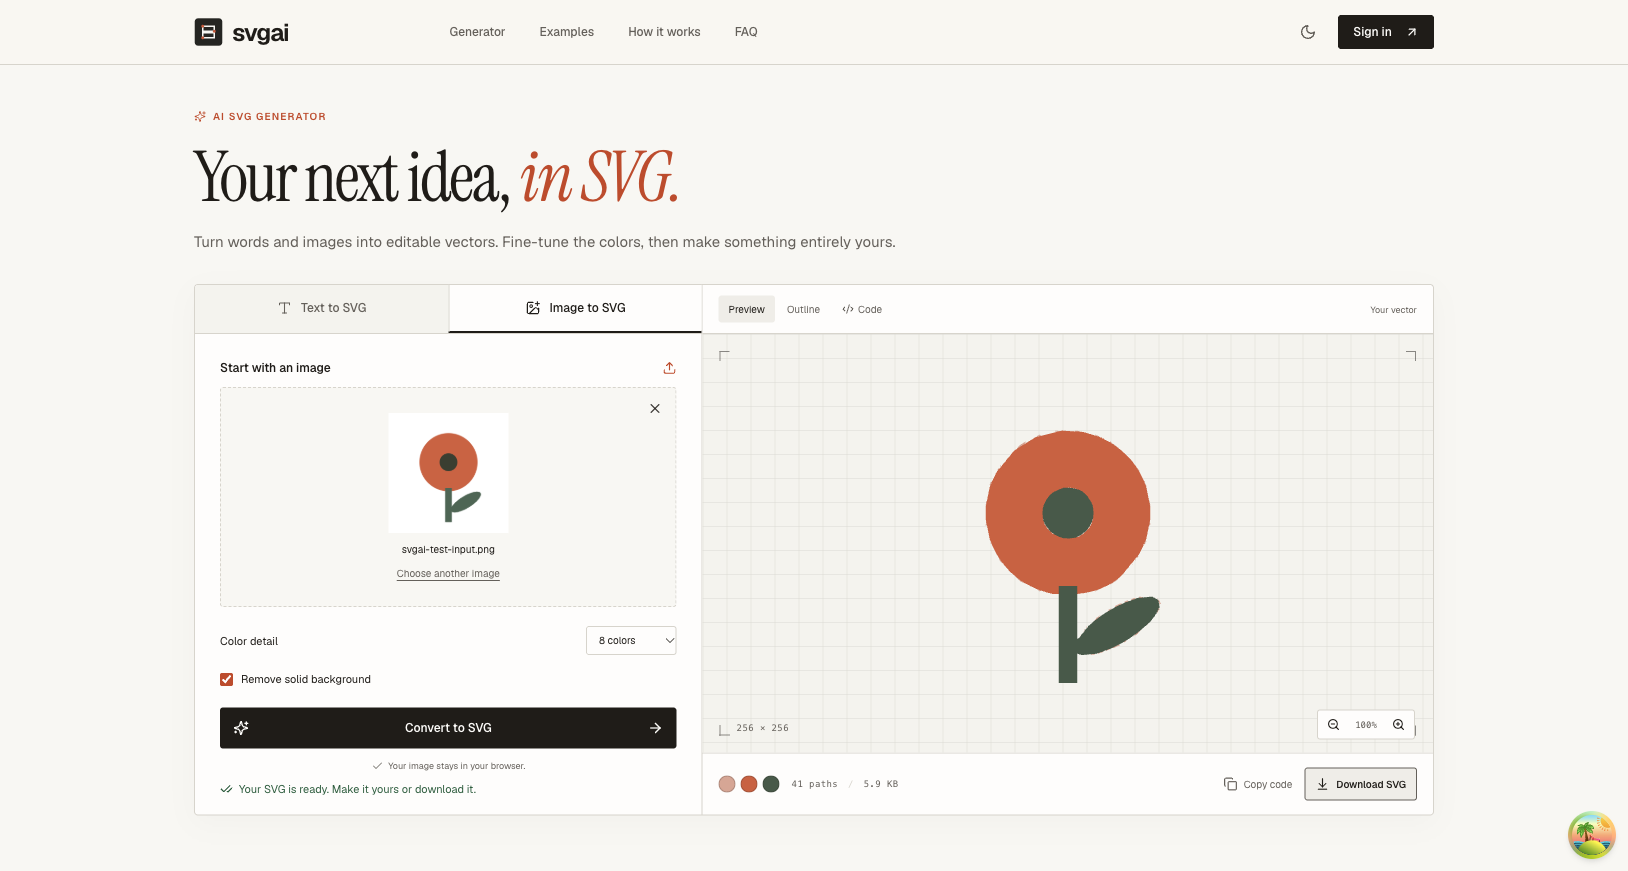 svgai
Generator
Examples
How it works
FAQ
Sign in
AI SVG GENERATOR
Your next idea, in SVG.
Turn words and images into editable vectors. Fine-tune the colors, then make something entirely yours.
Text to SVG
Image to SVG
Preview
Outline
Code
Your vector
Start with an image
svgai-test-input.png
Choose another image
Color detail
8 colors
Remove solid background
Convert to SVG
Your image stays in your browser.
Your SVG is ready. Make it yours or download it.
256 × 256
100%
41 paths / 5.9 KB
Copy code
Download SVG